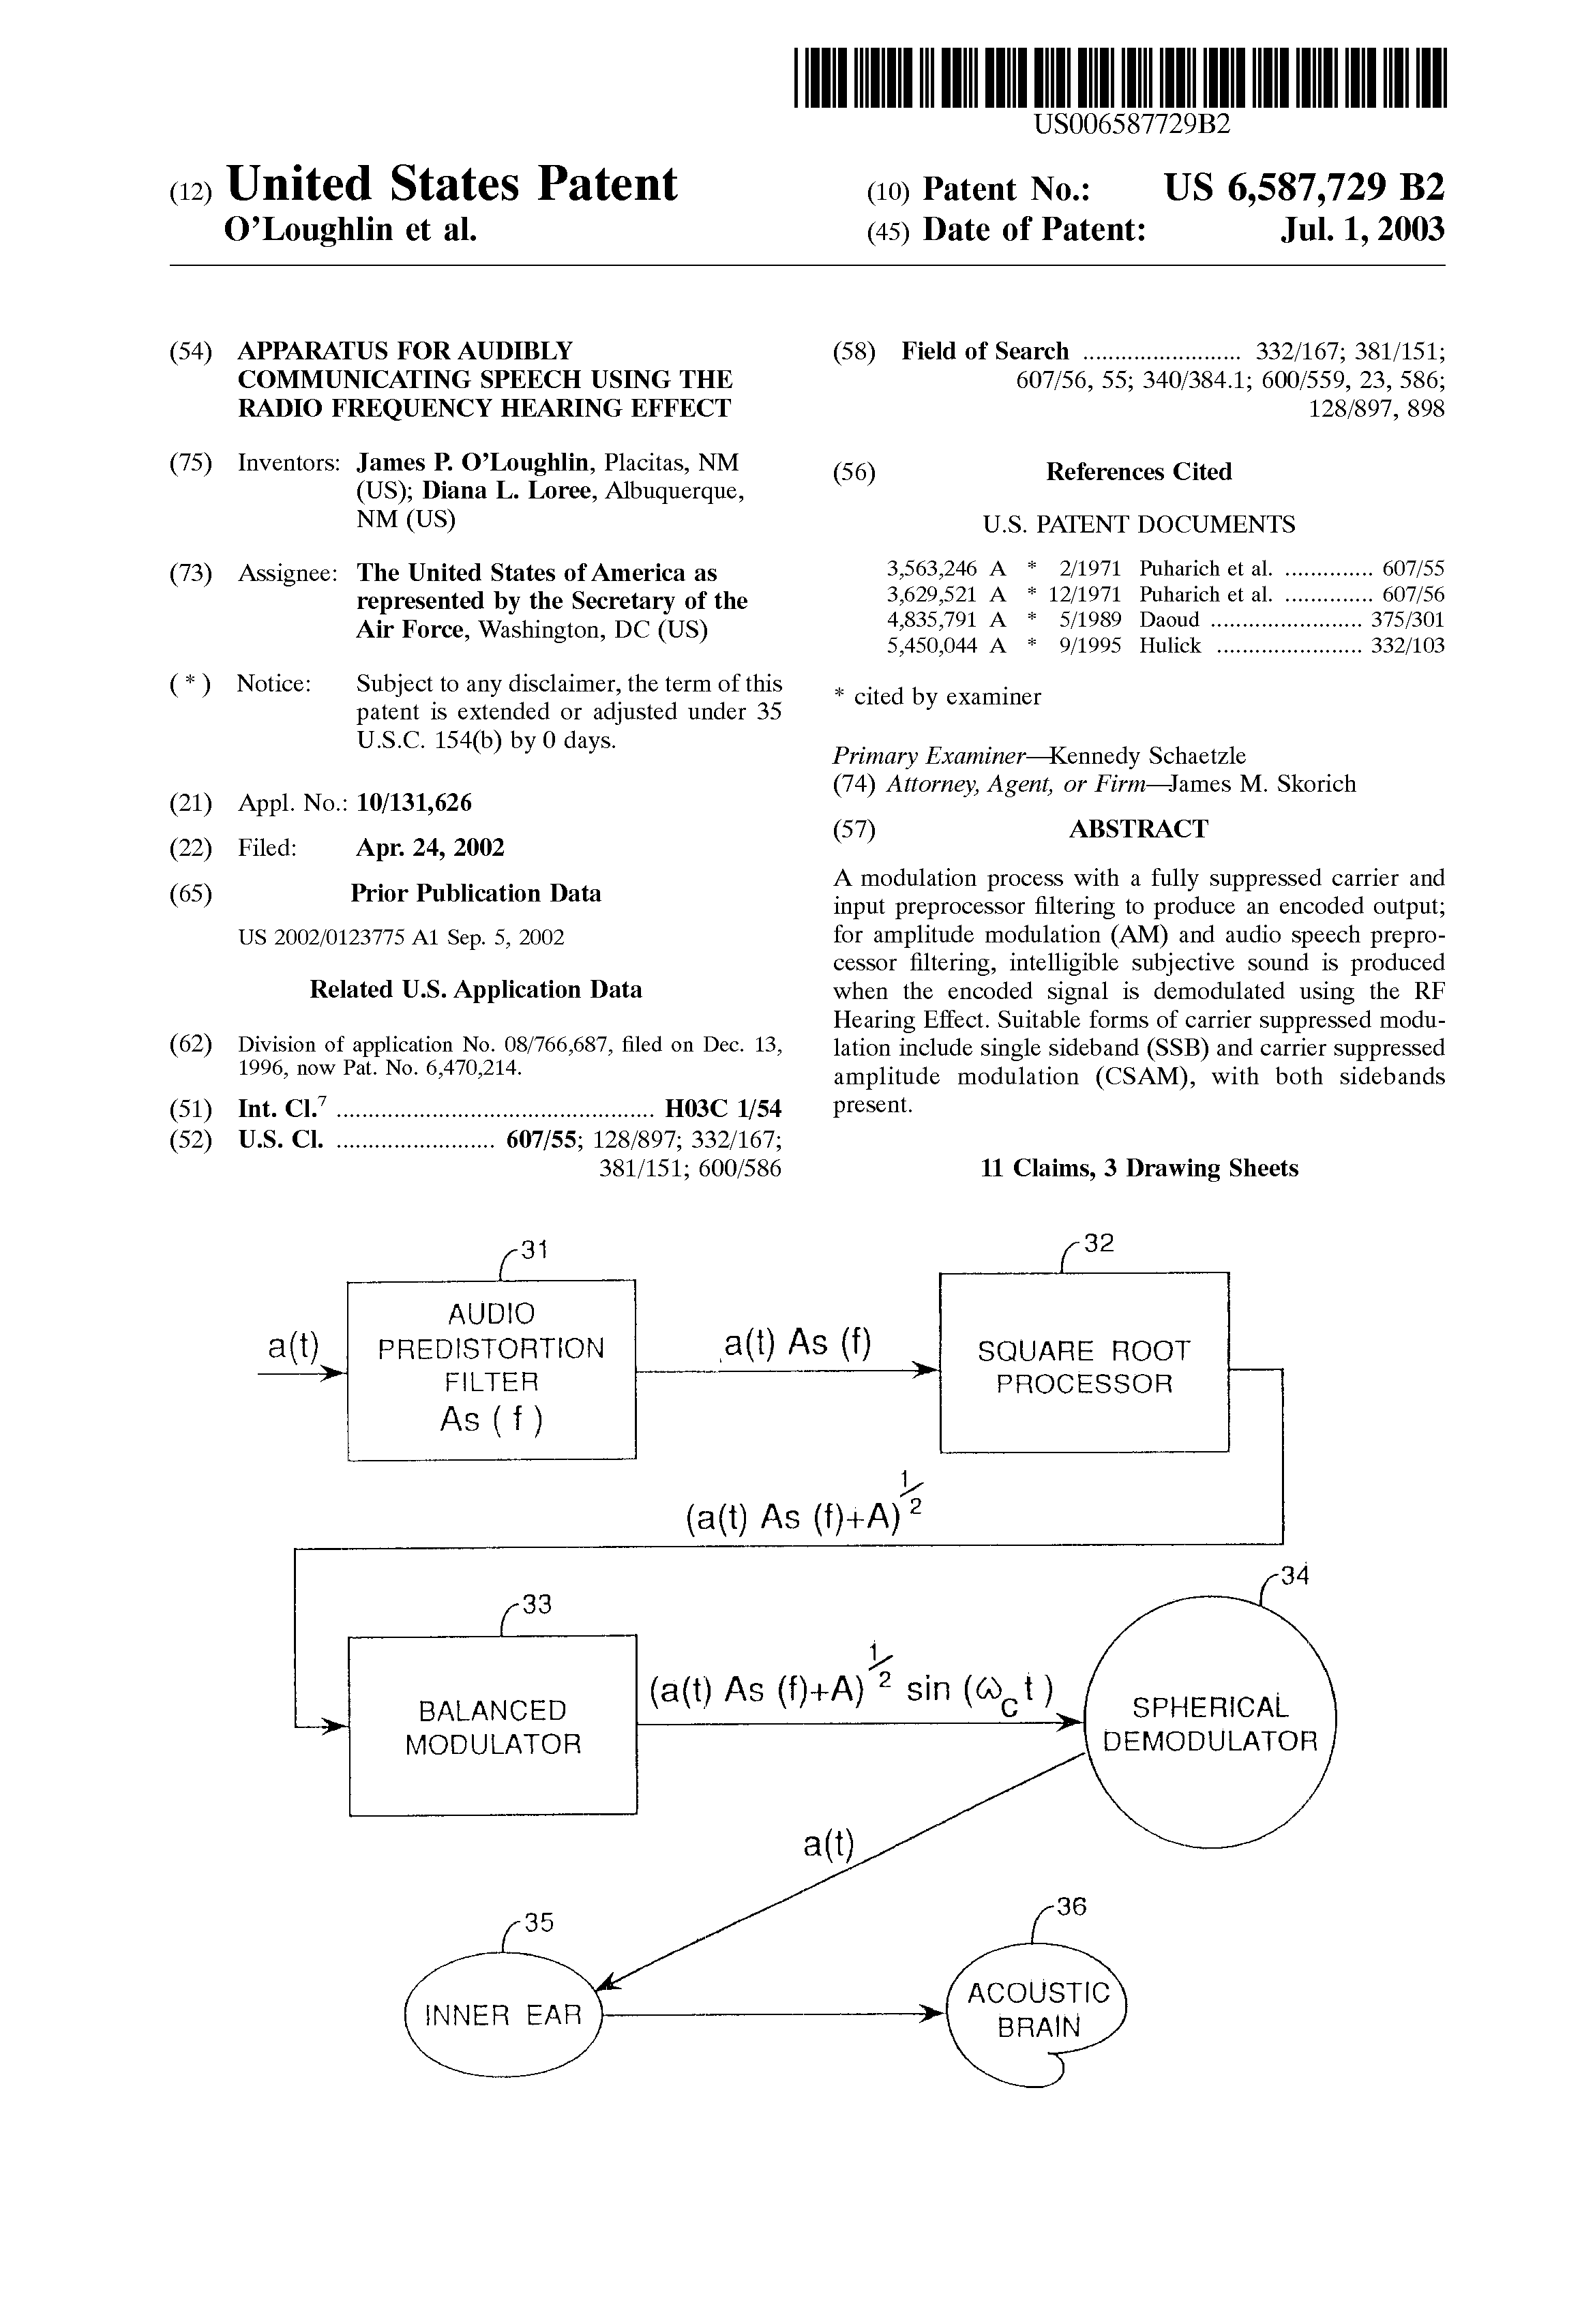 US006587729B2
(12) United States Patent
O'Loughlin et al.
(10) Patent No.: US 6,587,729 B2
(45) Date of Patent: Jul. 1, 2003
(54) APPARATUS FOR AUDIBLY
COMMUNICATING SPEECH USING THE
RADIO FREQUENCY HEARING EFFECT
(75) Inventors: James P. O'Loughlin, Placitas, NM
(US); Diana L. Loree, Albuquerque,
NM (US)
(73) Assignee: The United States of America as
represented by the Secretary of the
Air Force, Washington, DC (US)
( * ) Notice: Subject to any disclaimer, the term of this
patent is extended or adjusted under 35
U.S.C. 154(b) by 0 days.
(21) Appl. No.: 10/131,626
(22) Filed: Apr. 24, 2002
(65) Prior Publication Data
US 2002/0123775 A1 Sep. 5, 2002
Related U.S. Application Data
(62) Division of application No. 08/766,687, filed on Dec. 13,
1996, now Pat. No. 6,470,214.
(51) Int. Cl.7 .................................................. H03C 1/54
(52) U.S. Cl. ......................... 607/55; 128/897; 332/167;
381/151; 600/586
(58) Field of Search ......................... 332/167; 381/151;
607/56, 55; 340/384.1; 600/559, 23, 586;
128/897, 898
(56) References Cited
U.S. PATENT DOCUMENTS
3,563,246 A * 2/1971 Puharich et al. .............. 607/55
3,629,521 A * 12/1971 Puharich et al. .............. 607/56
4,835,791 A * 5/1989 Daoud ........................ 375/301
5,450,044 A * 9/1995 Hulick ....................... 332/103
* cited by examiner
Primary Examiner—Kennedy Schaetzle
(74) Attorney, Agent, or Firm—James M. Skorich
(57) ABSTRACT
A modulation process with a fully suppressed carrier and
input preprocessor filtering to produce an encoded output;
for amplitude modulation (AM) and audio speech prepro-
cessor filtering, intelligible subjective sound is produced
when the encoded signal is demodulated using the RF
Hearing Effect. Suitable forms of carrier suppressed modu-
lation include single sideband (SSB) and carrier suppressed
amplitude modulation (CSAM), with both sidebands
present.
11 Claims, 3 Drawing Sheets
31
32
a(t)
AUDIO
PREDISTORTION
FILTER
As ( f )
a(t) As (f)
SQUARE ROOT
PROCESSOR
(a(t) As (f)+A)^1/2
33
34
BALANCED
MODULATOR
(a(t) As (f)+A)^1/2 sin (ωc t )
SPHERICAL
DEMODULATOR
a(t)
35
36
INNER EAR
ACOUSTIC
BRAIN